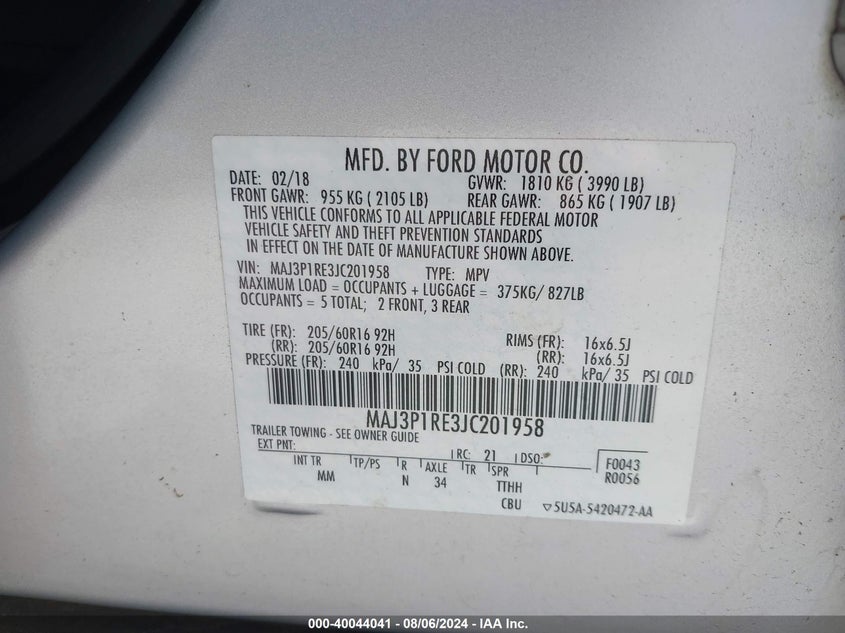 MFD. BY FORD MOTOR CO.
DATE: 02/18 GVWR: 1810 KG ( 3990 LB)
FRONT GAWR: 955 KG ( 2105 LB) REAR GAWR: 865 KG ( 1907 LB)
THIS VEHICLE CONFORMS TO ALL APPLICABLE FEDERAL MOTOR
VEHICLE SAFETY AND THEFT PREVENTION STANDARDS
IN EFFECT ON THE DATE OF MANUFACTURE SHOWN ABOVE.
VIN: MAJ3P1RE3JC201958 TYPE: MPV
MAXIMUM LOAD = OCCUPANTS + LUGGAGE = 375KG/ 827LB
OCCUPANTS = 5 TOTAL; 2 FRONT, 3 REAR
TIRE (FR): 205/60R16 92H RIMS (FR): 16x6.5J
(RR): 205/60R16 92H (RR): 16x6.5J
PRESSURE (FR): 240 kPa/ 35 PSI COLD (RR): 240 kPa/ 35 PSI COLD
MAJ3P1RE3JC201958
TRAILER TOWING - SEE OWNER GUIDE
EXT PNT: RC: 21 DSO: F0043
INT TR TP/PS R AXLE TR SPR R0056
MM N 34 TTHH
CBU ▽5U5A-5420472-AA
000-40044041 - 08/06/2024 - IAA Inc.